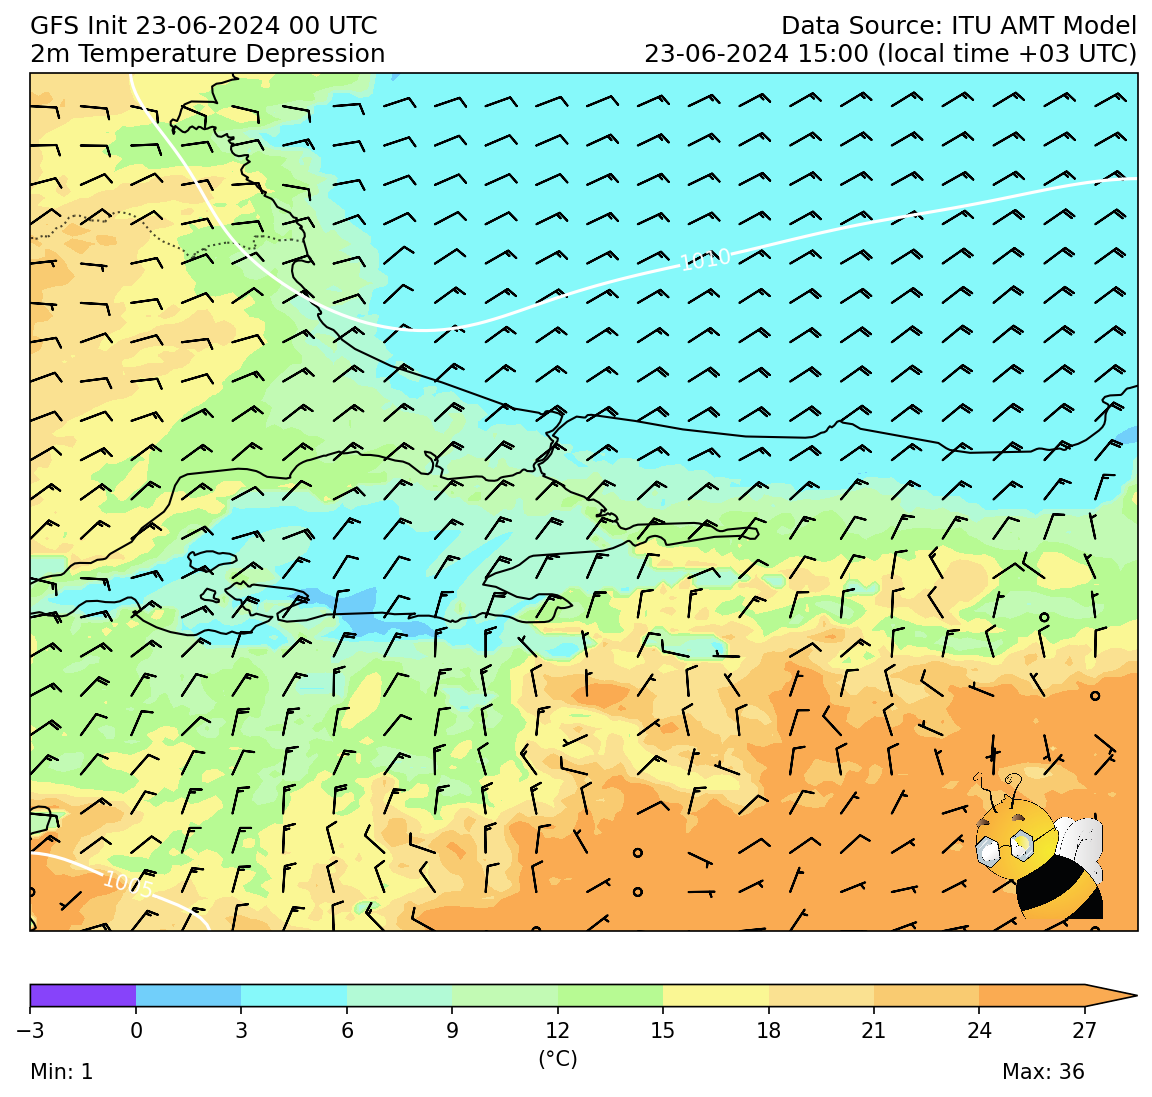 GFS Init 23-06-2024 00 UTC
Data Source: ITU AMT Model
2m Temperature Depression
23-06-2024 15:00 (local time +03 UTC)
1010
1005
−3 0 3 6 9 12 15 18 21 24 27
(°C)
Min: 1
Max: 36